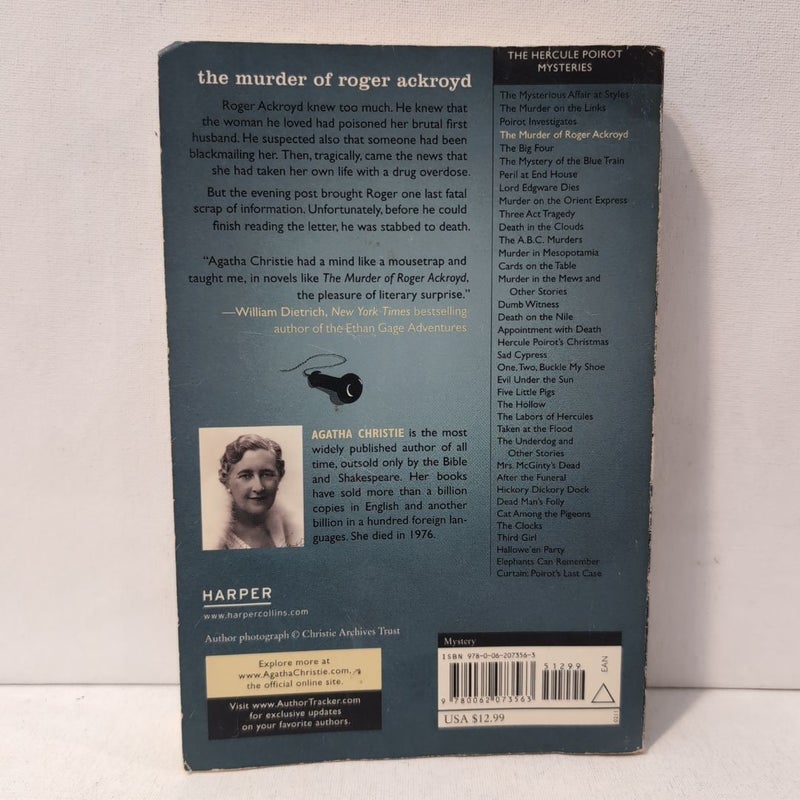 the murder of roger ackroyd
Roger Ackroyd knew too much. He knew that
the woman he loved had poisoned her brutal first
husband. He suspected also that someone had been
blackmailing her. Then, tragically, came the news that
she had taken her own life with a drug overdose.
But the evening post brought Roger one last fatal
scrap of information. Unfortunately, before he could
finish reading the letter, he was stabbed to death.
“Agatha Christie had a mind like a mousetrap and
taught me, in novels like The Murder of Roger Ackroyd,
the pleasure of literary surprise.”
—William Dietrich, New York Times bestselling
author of the Ethan Gage Adventures
AGATHA CHRISTIE is the most
widely published author of all
time, outsold only by the Bible
and Shakespeare. Her books
have sold more than a billion
copies in English and another
billion in a hundred foreign lan-
guages. She died in 1976.
HARPER
www.harpercollins.com
Author photograph © Christie Archives Trust
Explore more at
www.AgathaChristie.com,
the official online site.
Visit www.AuthorTracker.com
for exclusive updates
on your favorite authors.
THE HERCULE POIROT
MYSTERIES
The Mysterious Affair at Styles
The Murder on the Links
Poirot Investigates
The Murder of Roger Ackroyd
The Big Four
The Mystery of the Blue Train
Peril at End House
Lord Edgware Dies
Murder on the Orient Express
Three Act Tragedy
Death in the Clouds
The A.B.C. Murders
Murder in Mesopotamia
Cards on the Table
Murder in the Mews and
Other Stories
Dumb Witness
Death on the Nile
Appointment with Death
Hercule Poirot's Christmas
Sad Cypress
One, Two, Buckle My Shoe
Evil Under the Sun
Five Little Pigs
The Hollow
The Labors of Hercules
Taken at the Flood
The Underdog and
Other Stories
Mrs. McGinty's Dead
After the Funeral
Hickory Dickory Dock
Dead Man's Folly
Cat Among the Pigeons
The Clocks
Third Girl
Hallowe'en Party
Elephants Can Remember
Curtain: Poirot's Last Case
Mystery
ISBN 978-0-06-207356-3
51299
9 780062 073563
EAN
USA $12.99